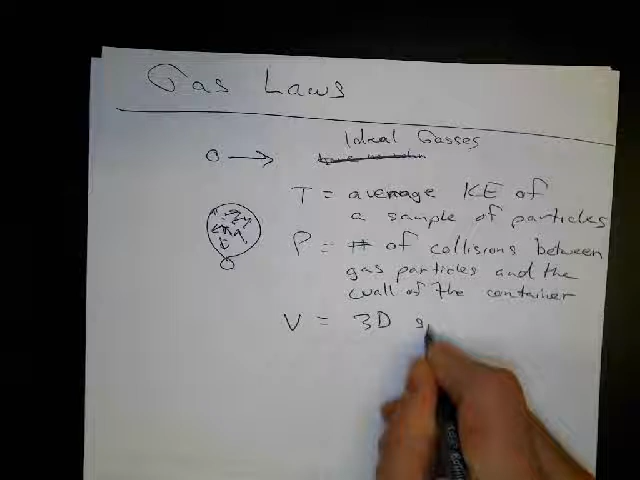 Gas Laws
Ideal Gasses
T = average KE of
a sample of particles
P = # of collisions between
gas particles and the
wall of the container
V = 3D s